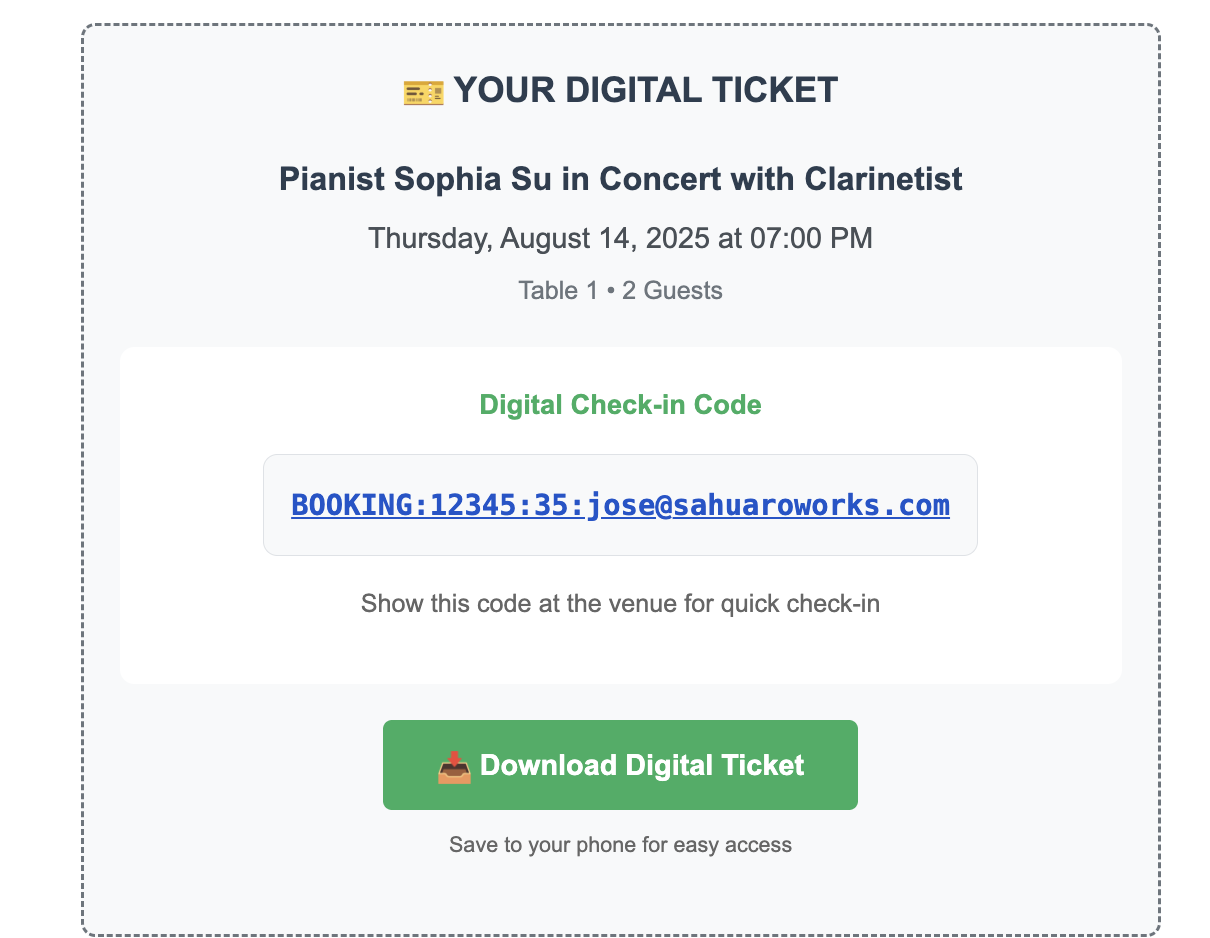 🎫 YOUR DIGITAL TICKET
Pianist Sophia Su in Concert with Clarinetist
Thursday, August 14, 2025 at 07:00 PM
Table 1 • 2 Guests
Digital Check-in Code
BOOKING:12345:35:jose@sahuaroworks.com
Show this code at the venue for quick check-in
📥 Download Digital Ticket
Save to your phone for easy access